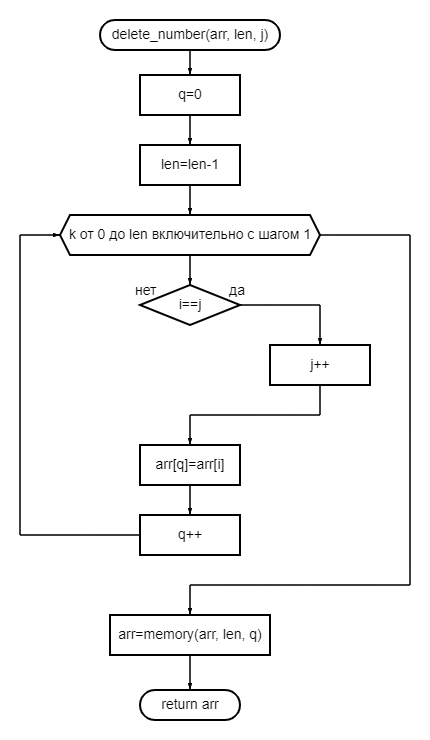 delete_number(arr, len, j)
q=0
len=len-1
k от 0 до len включительно с шагом 1
нет
да
i==j
j++
arr[q]=arr[i]
q++
arr=memory(arr, len, q)
return arr